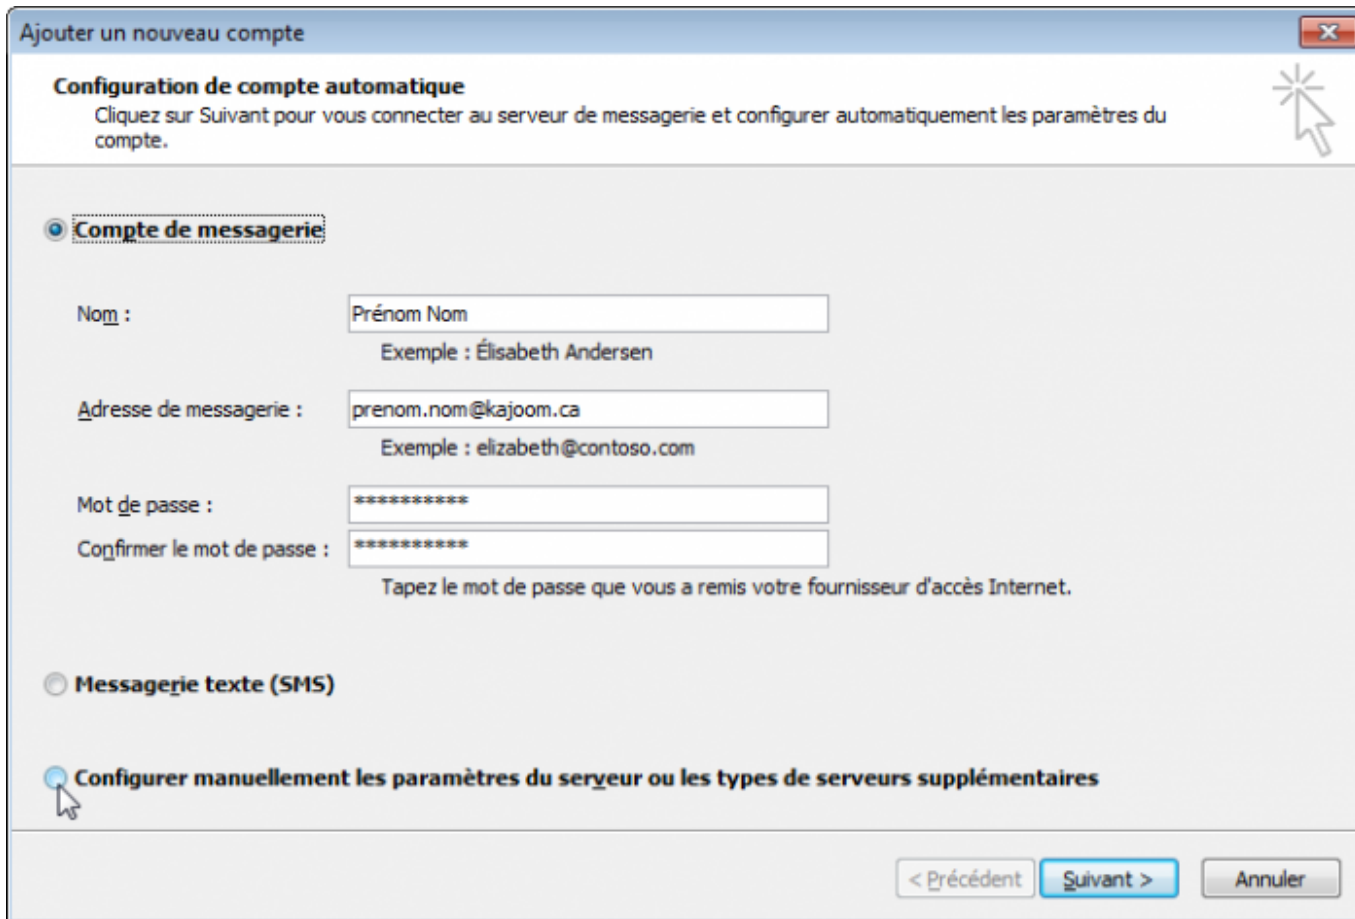 Ajouter un nouveau compte
Configuration de compte automatique
Cliquez sur Suivant pour vous connecter au serveur de messagerie et configurer automatiquement les paramètres du
compte.
Compte de messagerie
Nom : Prénom Nom
Exemple : Élisabeth Andersen
Adresse de messagerie : prenom.nom@kajoom.ca
Exemple : elizabeth@contoso.com
Mot de passe : **********
Confirmer le mot de passe : **********
Tapez le mot de passe que vous a remis votre fournisseur d'accès Internet.
Messagerie texte (SMS)
Configurer manuellement les paramètres du serveur ou les types de serveurs supplémentaires
< Précédent Suivant > Annuler